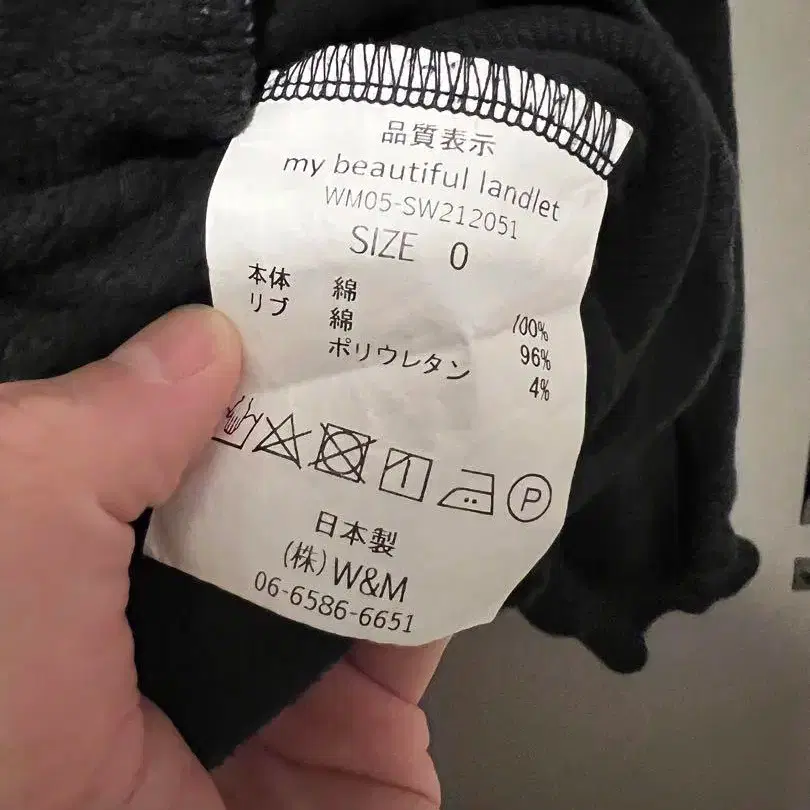 品質表示
my beautiful landlet
WM05-SW212051
SIZE 0
本体 綿 100%
リブ 綿 96%
ポリウレタン 4%
P
日本製
(株)W&M
06-6586-6651